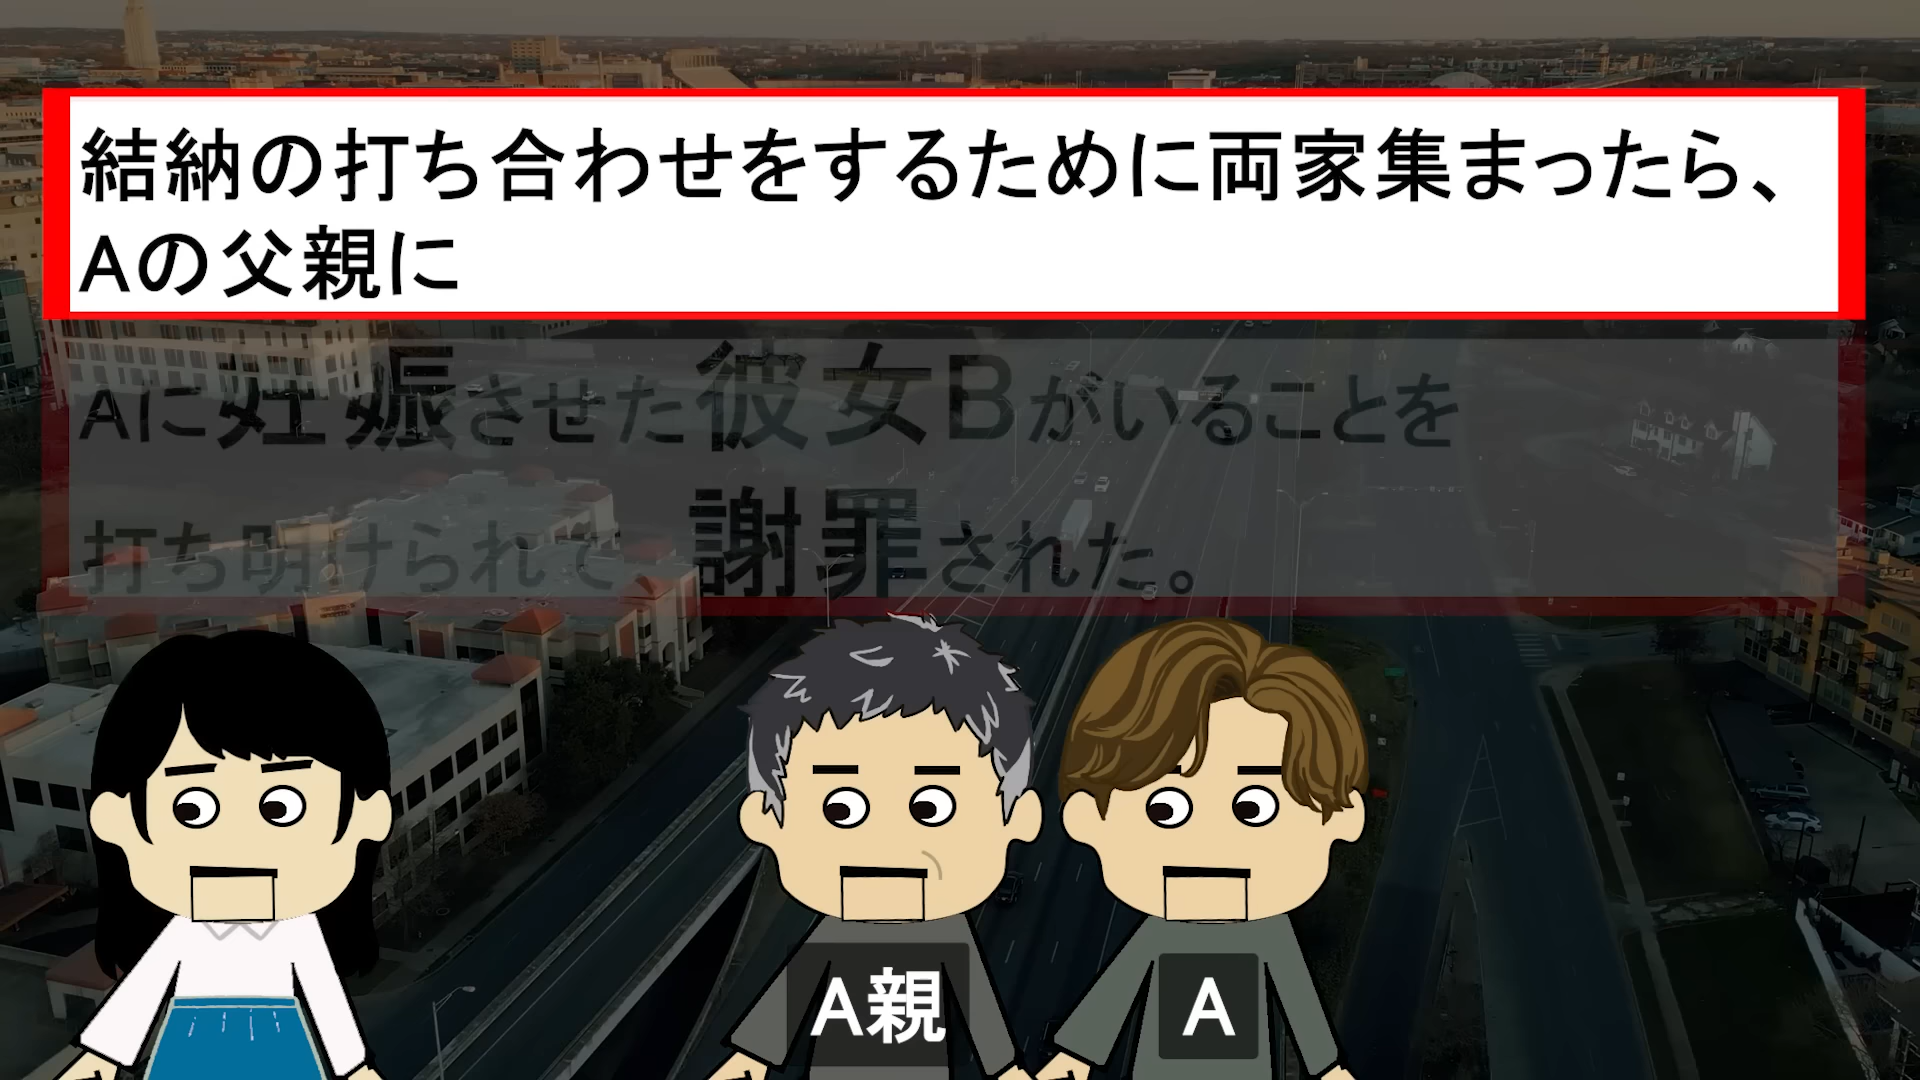 結納の打ち合わせをするために両家集まったら、
Aの父親に
Aに妊娠させた彼女Bがいることを
打ち明けられて、謝罪された。
A親
A